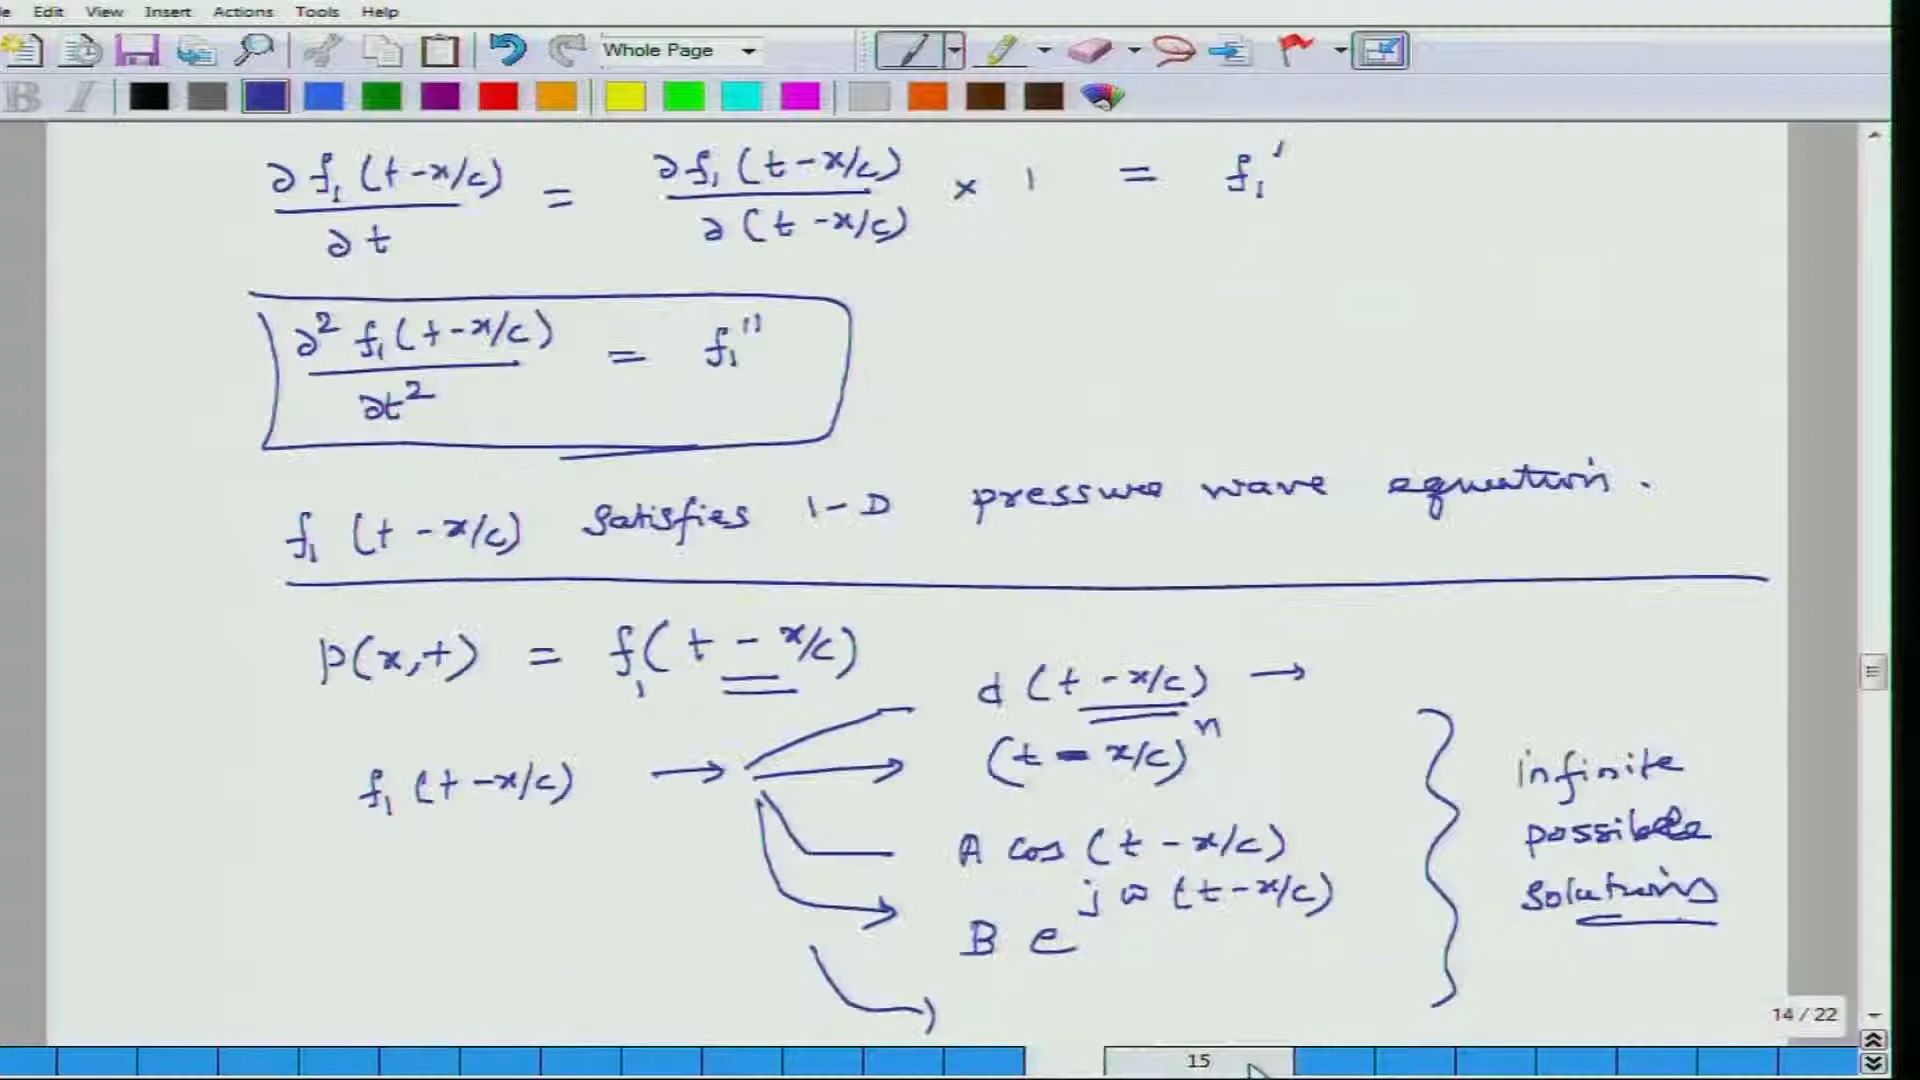 Edit View Insert Actions Tools Help
Whole Page
B I
∂f₁(t-x/c)/∂t = ∂f₁(t-x/c)/∂(t-x/c) × 1 = f₁'
∂²f₁(t-x/c)/∂t² = f₁''
f₁(t-x/c) satisfies 1-D pressure wave equation.
p(x,t) = f₁(t-x/c)
d(t-x/c) →
(t-x/c)ⁿ
f₁(t-x/c) →
A cos(t-x/c)
B e^{jω(t-x/c)}
infinite
possible
solutions
14 / 22
15